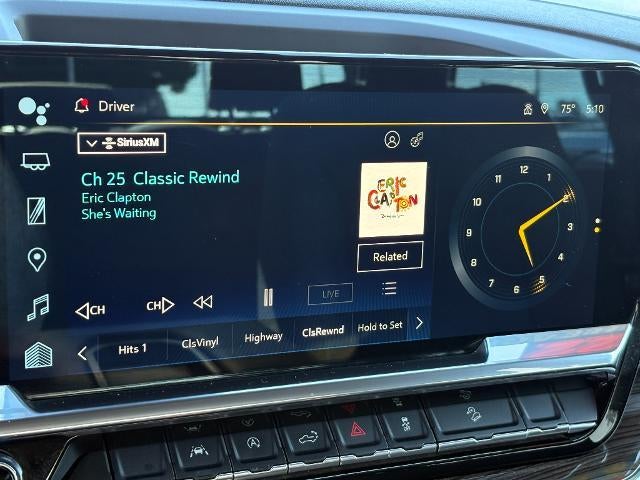 Driver
75° 5:10
SiriusXM
Ch 25 Classic Rewind
Eric Clapton
She's Waiting
ERIC
CLAPTON
Related
12
11 1
10 2
9 3
8 4
7 5
6
CH CH LIVE
Hits 1 ClsVinyl Highway ClsRewnd Hold to Set